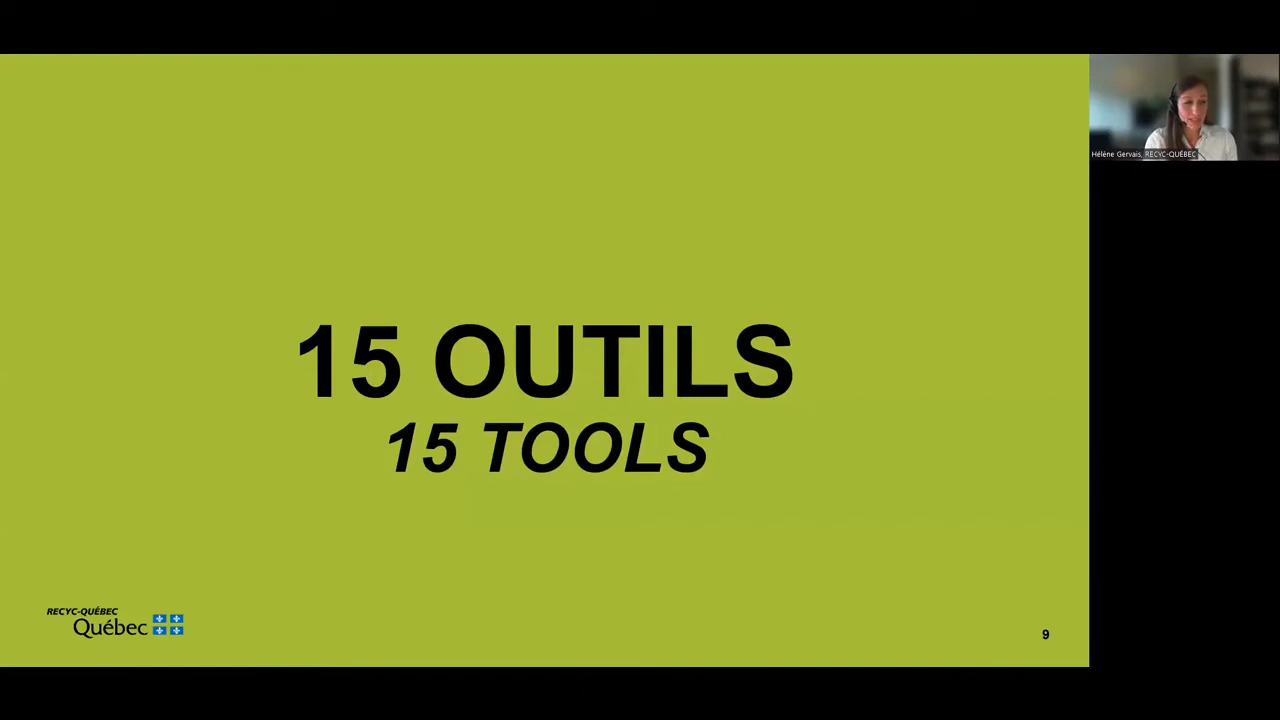 Hélène Gervais, RECYC-QUÉBEC
15 OUTILS
15 TOOLS
RECYC-QUÉBEC
Québec
9